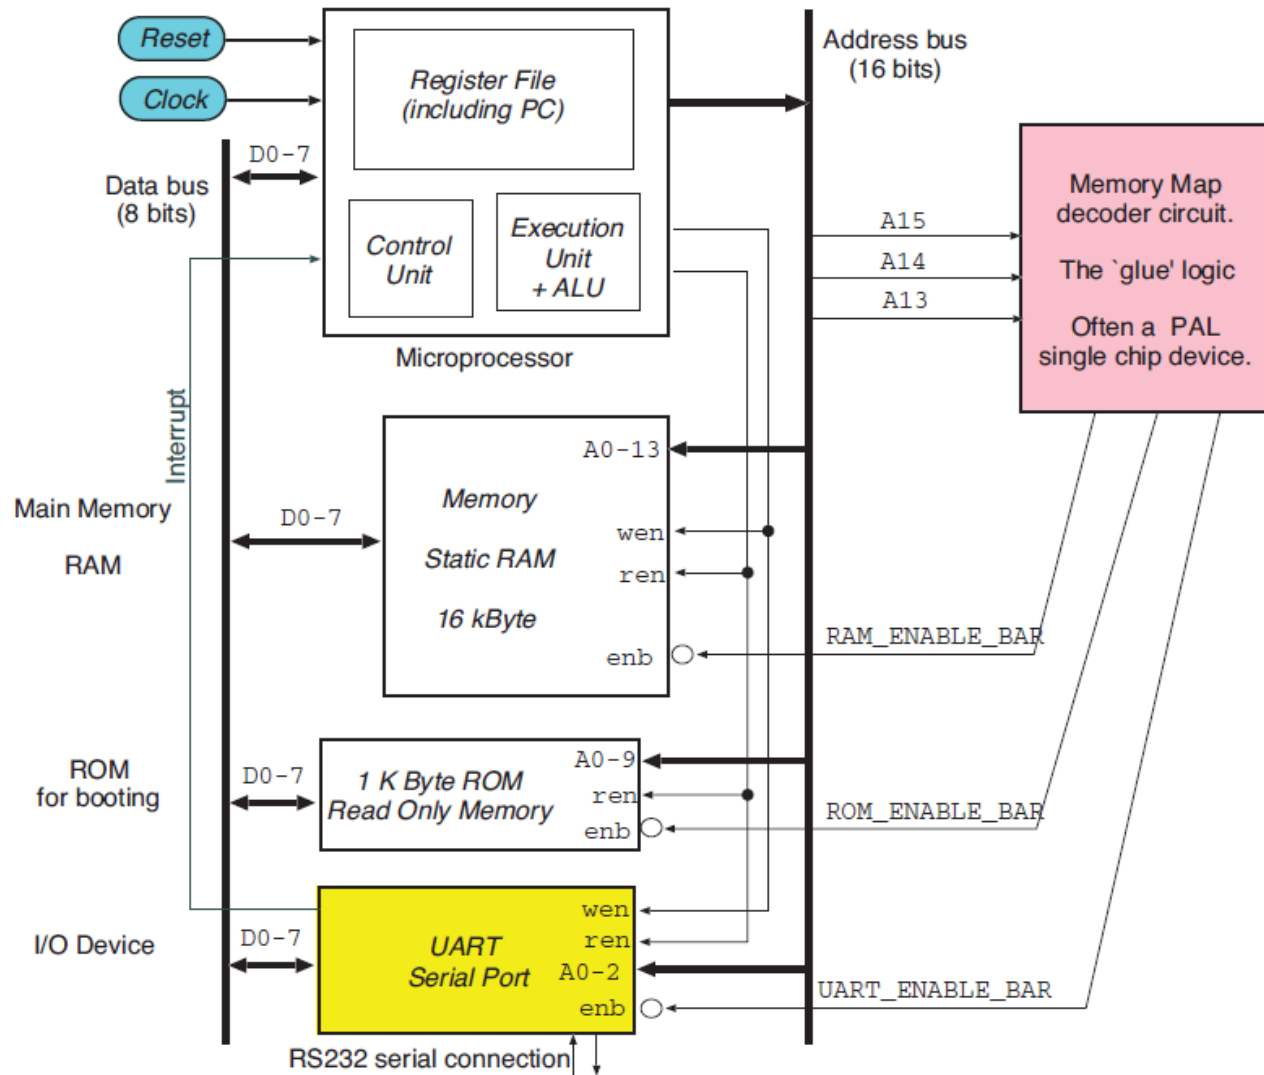 Reset
Clock
Register File
(including PC)
Address bus
(16 bits)
D0-7
Data bus
(8 bits)
Control
Unit
Execution
Unit
+ ALU
Microprocessor
A15
A14
A13
Memory Map
decoder circuit.
The `glue' logic
Often a PAL
single chip device.
Interrupt
Main Memory
RAM
D0-7
A0-13
Memory
Static RAM
16 kByte
wen
ren
enb
RAM_ENABLE_BAR
ROM
for booting
D0-7
1 K Byte ROM
Read Only Memory
A0-9
ren
enb
ROM_ENABLE_BAR
I/O Device
D0-7
UART
Serial Port
wen
ren
A0-2
enb
UART_ENABLE_BAR
RS232 serial connection